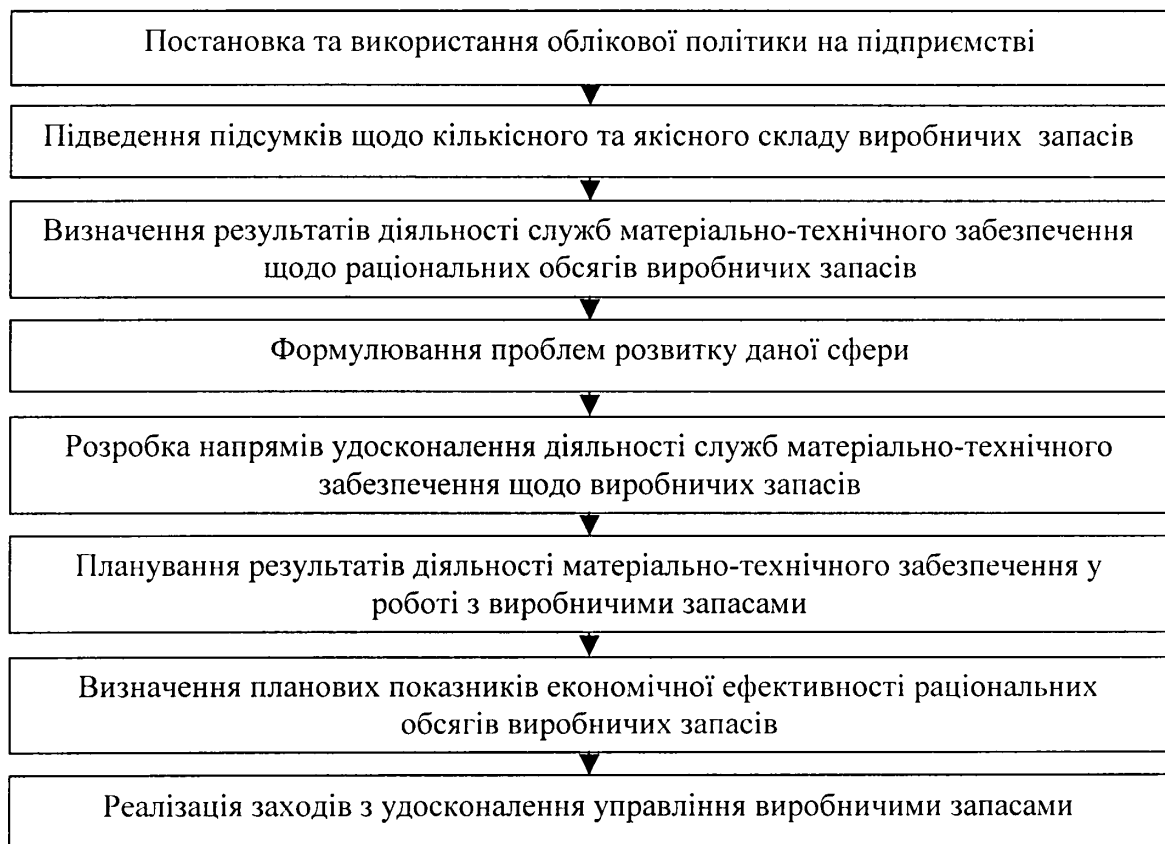 Постановка та використання облікової політики на підприємстві
Підведення підсумків щодо кількісного та якісного складу виробничих запасів
Визначення результатів діяльності служб матеріально-технічного забезпечення
щодо раціональних обсягів виробничих запасів
Формулювання проблем розвитку даної сфери
Розробка напрямів удосконалення діяльності служб матеріально-технічного
забезпечення щодо виробничих запасів
Планування результатів діяльності матеріально-технічного забезпечення у
роботі з виробничими запасами
Визначення планових показників економічної ефективності раціональних
обсягів виробничих запасів
Реалізація заходів з удосконалення управління виробничими запасами